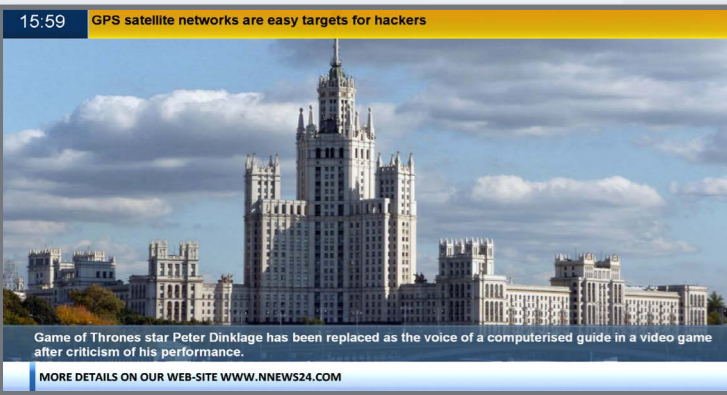 15:59
GPS satellite networks are easy targets for hackers
Game of Thrones star Peter Dinklage has been replaced as the voice of a computerised guide in a video game
after criticism of his performance.
MORE DETAILS ON OUR WEB-SITE WWW.NNEWS24.COM